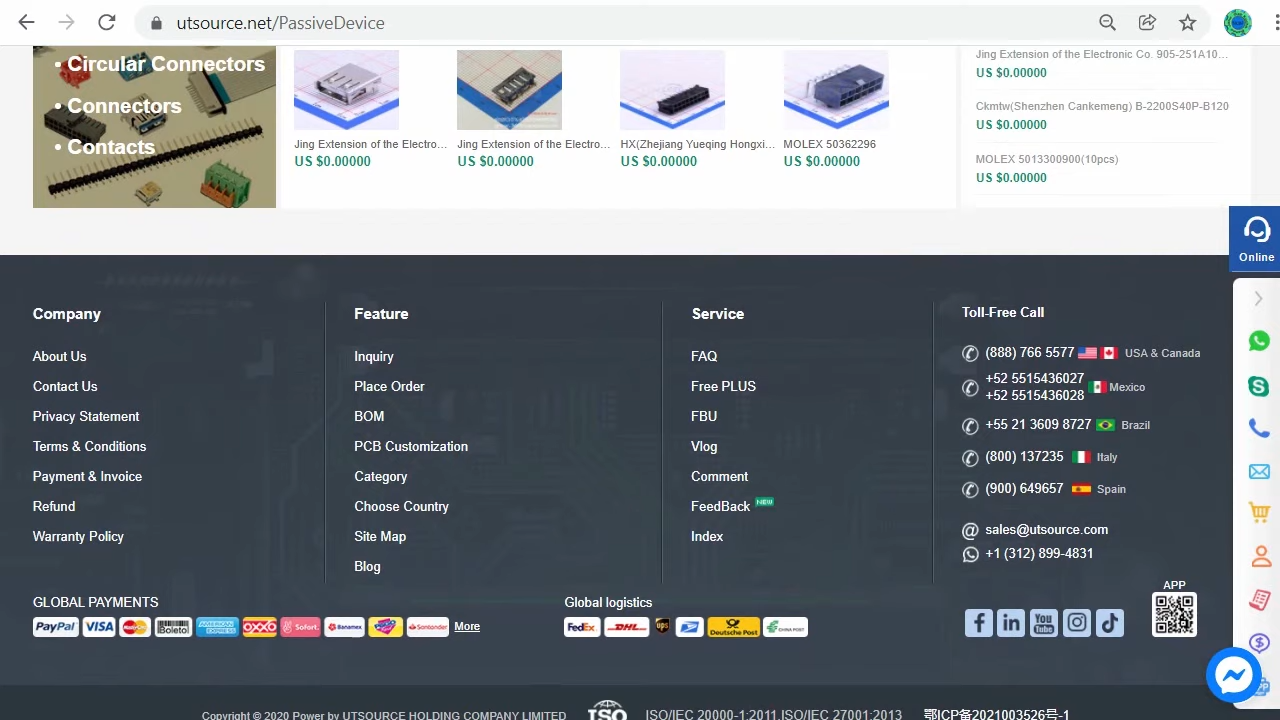 utsource.net/PassiveDevice
• Circular Connectors
• Connectors
• Contacts
Jing Extension of the Electro...
US $0.00000
Jing Extension of the Electro...
US $0.00000
HX(Zhejiang Yueqing Hongxi...
US $0.00000
MOLEX 50362296
US $0.00000
Jing Extension of the Electronic Co. 905-251A10...
US $0.00000
Ckmtw(Shenzhen Cankemeng) B-2200S40P-B120
US $0.00000
MOLEX 5013300900(10pcs)
US $0.00000
Online
Company
About Us
Contact Us
Privacy Statement
Terms & Conditions
Payment & Invoice
Refund
Warranty Policy
Feature
Inquiry
Place Order
BOM
PCB Customization
Category
Choose Country
Site Map
Blog
Service
FAQ
Free PLUS
FBU
Vlog
Comment
FeedBack NEW
Index
Toll-Free Call
(888) 766 5577 USA & Canada
+52 5515436027
+52 5515436028 Mexico
+55 21 3609 8727 Brazil
(800) 137235 Italy
(900) 649657 Spain
@ sales@utsource.com
+1 (312) 899-4831
GLOBAL PAYMENTS
PayPal VISA MasterCard Boleto AMERICAN EXPRESS OXXO Sofort. Banamex Santander More
Global logistics
FedEx DHL ups Deutsche Post CHINA POST
You Tube
APP
Copyright © 2020 Power by UTSOURCE HOLDING COMPANY LIMITED
ISO
ISO/IEC 20000-1:2011,ISO/IEC 27001:2013
鄂ICP备2021003526号-1